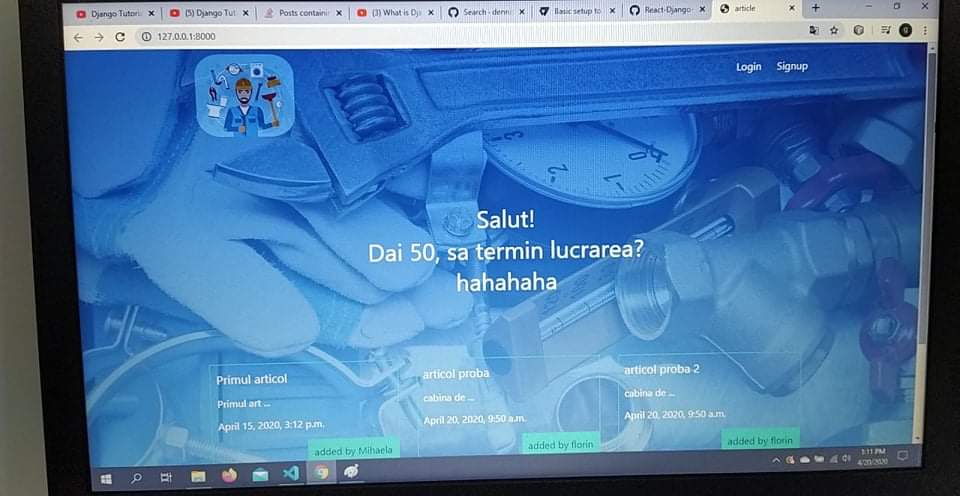 Django Tutoria
(5) Django Tut
Posts containi
(3) What is Dj
Search · denni
Basic setup to
React-Django-
article
127.0.0.1:8000
Login Signup
Salut!
Dai 50, sa termin lucrarea?
hahahaha
Primul articol
Primul art ...
April 15, 2020, 3:12 p.m.
added by Mihaela
articol proba
cabina de ...
April 20, 2020, 9:50 a.m.
added by florin
articol proba 2
cabina de ...
April 20, 2020, 9:50 a.m.
added by florin
1:11 PM
4/20/2020